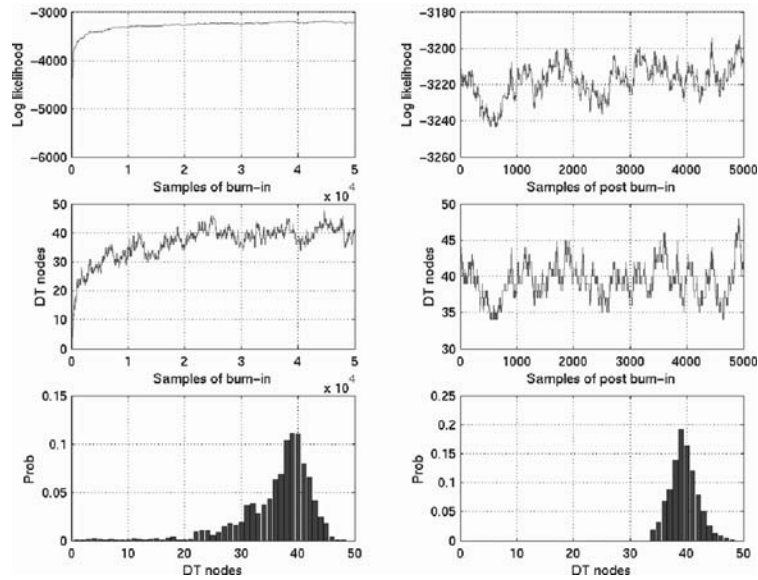 -3000
-4000
-5000
-6000
Log likelihood
0 1 2 3 4 5
Samples of burn-in
x 10^4
-3180
-3200
-3220
-3240
-3260
Log likelihood
0 1000 2000 3000 4000 5000
Samples of post burn-in
50
40
30
20
10
0
DT nodes
0 1 2 3 4 5
Samples of burn-in
x 10^4
50
45
40
35
30
DT nodes
0 1000 2000 3000 4000 5000
Samples of post burn-in
0.15
0.1
0.05
0
Prob
0 10 20 30 40 50
DT nodes
0.25
0.2
0.15
0.1
0.05
0
Prob
0 10 20 30 40 50
DT nodes